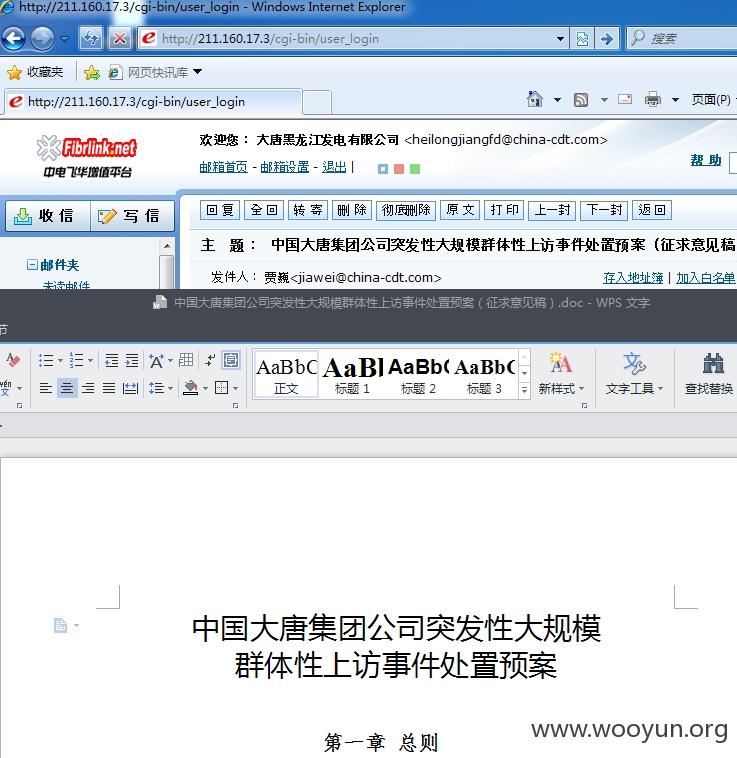 http://211.160.17.3/cgi-bin/user_login - Windows Internet Explorer
http://211.160.17.3/cgi-bin/user_login
搜索
收藏夹
网页快讯库
http://211.160.17.3/cgi-bin/user_login
页面(P)
Fibrlink.net
中电飞华增值平台
欢迎您： 大唐黑龙江发电有限公司 <heilongjiangfd@china-cdt.com>
邮箱首页 - 邮箱设置 - 退出 |
帮 助
收 信
写 信
回 复 全 回 转 寄 删 除 彻底删除 原 文 打 印 上一封 下一封 返 回
主 题： 中国大唐集团公司突发性大规模群体性上访事件处置预案（征求意见稿
邮件夹
发件人： 贾巍<jiawei@china-cdt.com>
存入地址簿 | 加入白名单
未读邮件
中国大唐集团公司突发性大规模群体性上访事件处置预案（征求意见稿）.doc - WPS 文字
节
AaBbC AaBl AaBb( AaBbC
正文 标题 1 标题 2 标题 3
新样式
文字工具
查找替换
中国大唐集团公司突发性大规模
群体性上访事件处置预案
第一章 总则
www.wooyun.org